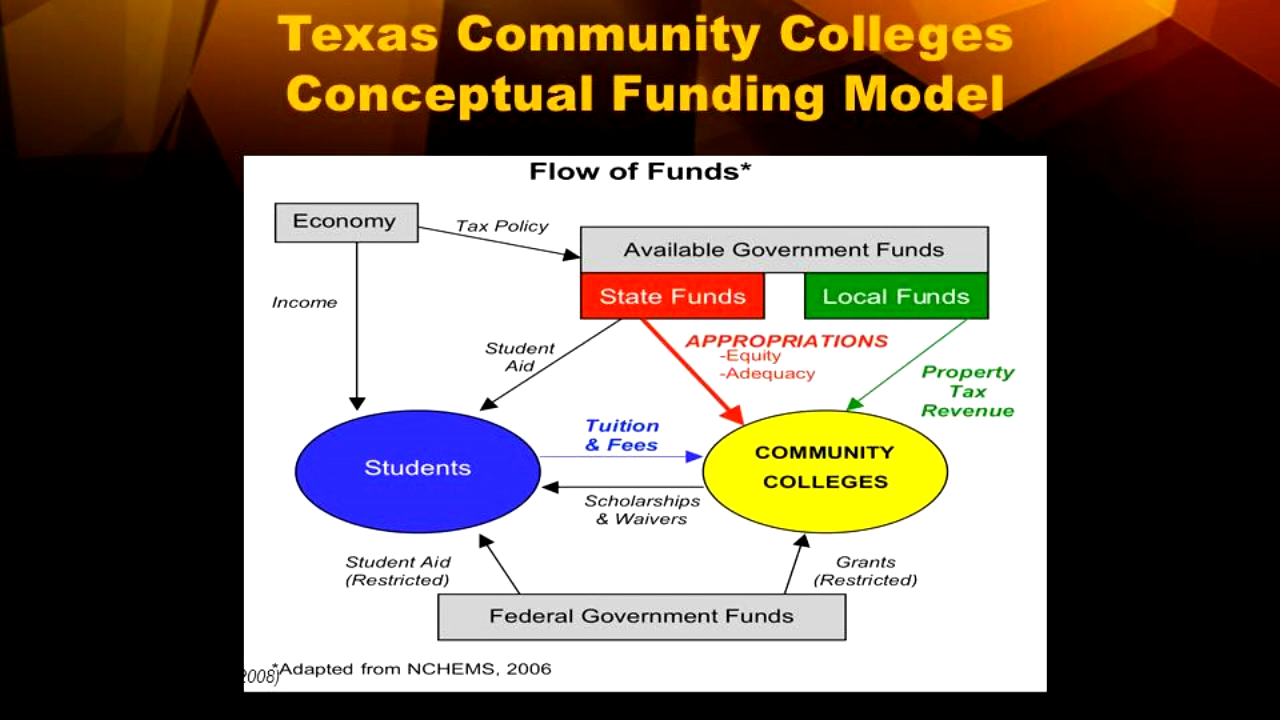 Texas Community Colleges
Conceptual Funding Model
Flow of Funds*
Economy
Tax Policy
Available Government Funds
State Funds
Local Funds
Income
Student
Aid
APPROPRIATIONS
-Equity
-Adequacy
Property
Tax
Revenue
Tuition
& Fees
Students
COMMUNITY
COLLEGES
Scholarships
& Waivers
Student Aid
(Restricted)
Grants
(Restricted)
Federal Government Funds
*Adapted from NCHEMS, 2006
2008)